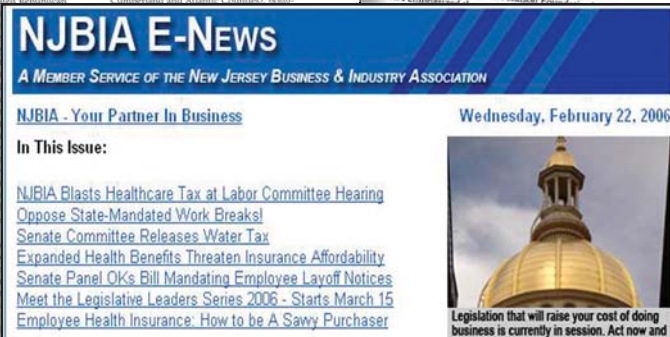 NJBIA E-NEWS
A MEMBER SERVICE OF THE NEW JERSEY BUSINESS & INDUSTRY ASSOCIATION
NJBIA - Your Partner In Business
Wednesday, February 22, 2006
In This Issue:
NJBIA Blasts Healthcare Tax at Labor Committee Hearing
Oppose State-Mandated Work Breaks!
Senate Committee Releases Water Tax
Expanded Health Benefits Threaten Insurance Affordability
Senate Panel OKs Bill Mandating Employee Layoff Notices
Meet the Legislative Leaders Series 2006 - Starts March 15
Employee Health Insurance: How to be A Savvy Purchaser
Legislation that will raise your cost of doing
business is currently in session. Act now and